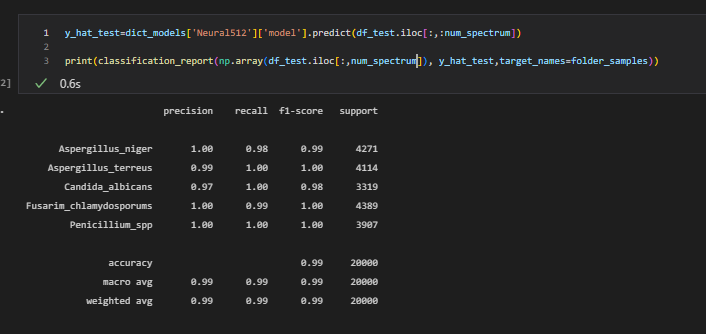 1 y_hat_test=dict_models['Neural512']['model'].predict(df_test.iloc[:,:num_spectrum])
2
3 print(classification_report(np.array(df_test.iloc[:,num_spectrum]), y_hat_test,target_names=folder_samples))
2] ✓ 0.6s
precision recall f1-score support
Aspergillus_niger 1.00 0.98 0.99 4271
Aspergillus_terreus 0.99 1.00 1.00 4114
Candida_albicans 0.97 1.00 0.98 3319
Fusarim_chlamydosporums 1.00 0.99 1.00 4389
Penicillium_spp 1.00 1.00 1.00 3907
accuracy 0.99 20000
macro avg 0.99 0.99 0.99 20000
weighted avg 0.99 0.99 0.99 20000